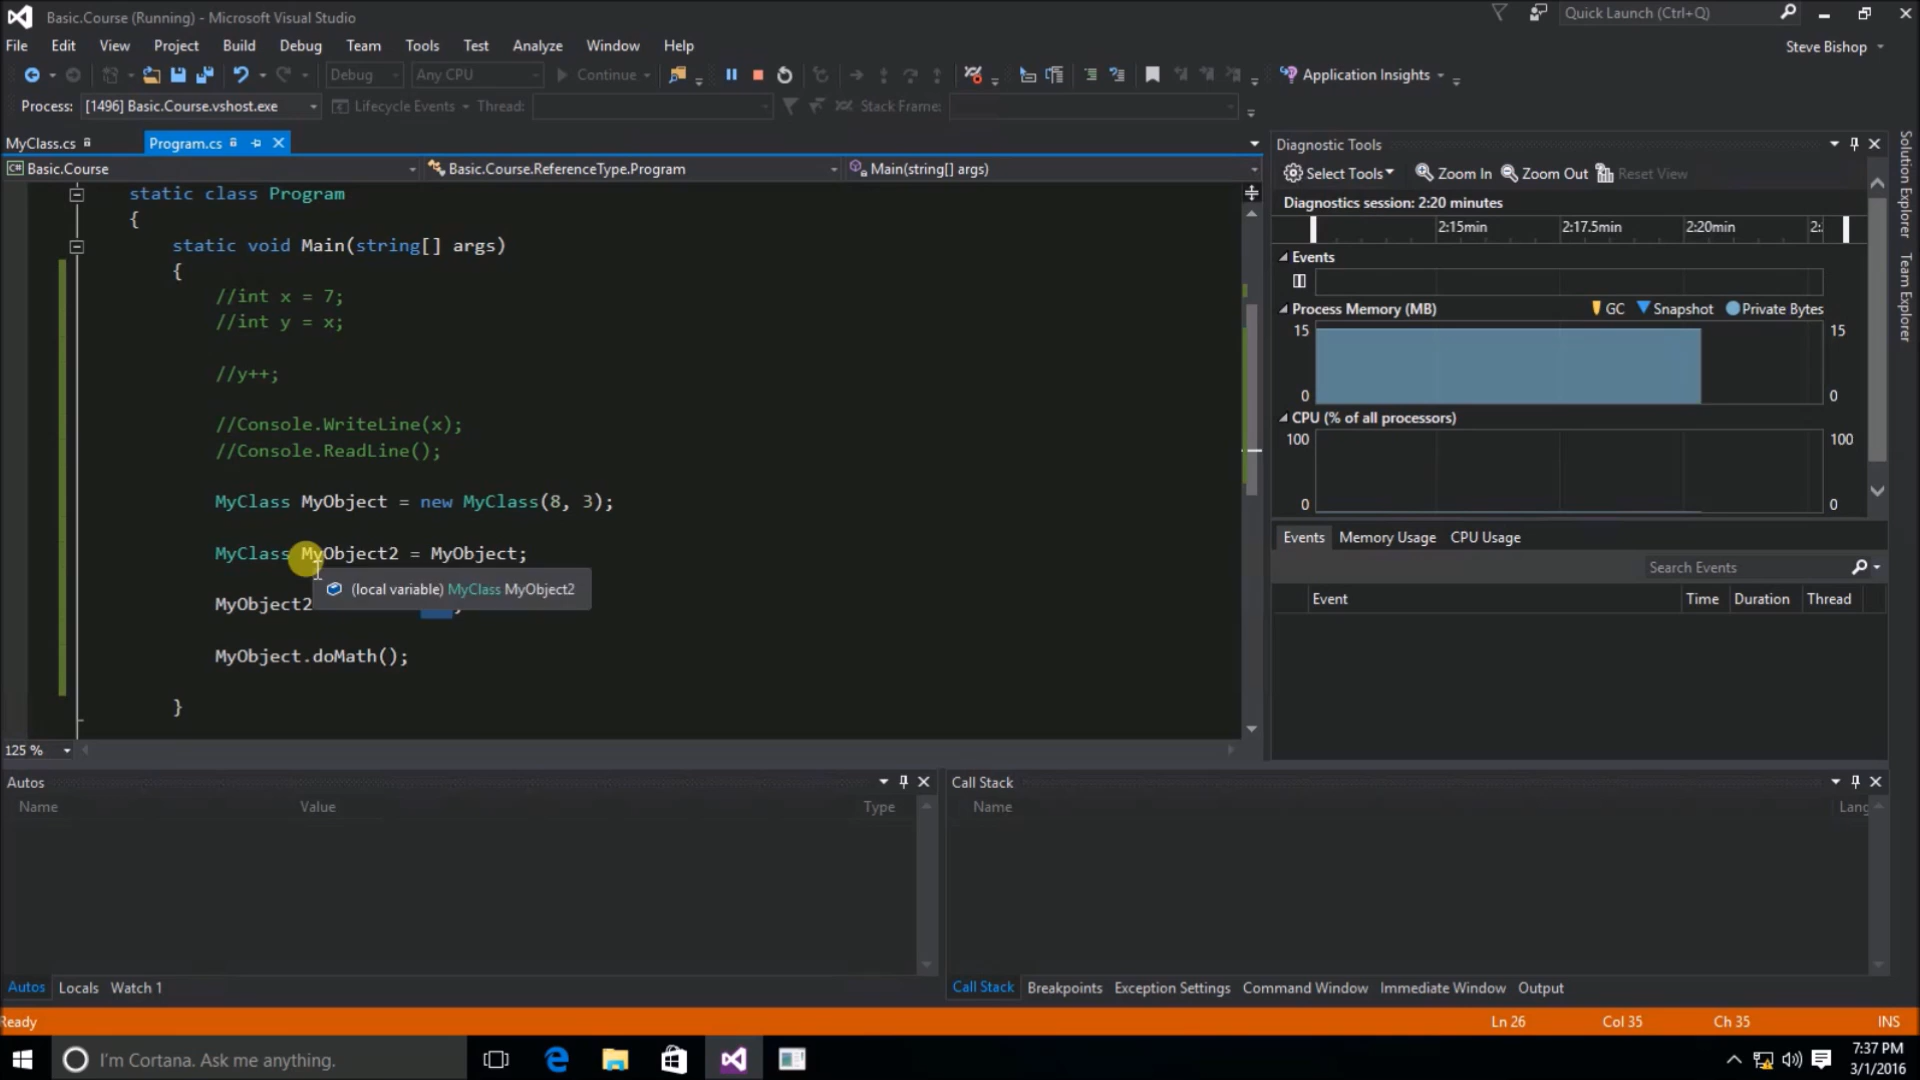 Basic.Course (Running) - Microsoft Visual Studio
Quick Launch (Ctrl+Q)
File Edit View Project Build Debug Team Tools Test Analyze Window Help
Steve Bishop
Debug Any CPU Continue Application Insights
Process: [1496] Basic.Course.vshost.exe Lifecycle Events Thread: Stack Frame:
MyClass.cs Program.cs
C# Basic.Course Basic.Course.ReferenceType.Program Main(string[] args)
static class Program
{
static void Main(string[] args)
{
//int x = 7;
//int y = x;
//y++;
//Console.WriteLine(x);
//Console.ReadLine();
MyClass MyObject = new MyClass(8, 3);
MyClass MyObject2 = MyObject;
(local variable) MyClass MyObject2
MyObject2 ;
MyObject.doMath();
}
125 %
Diagnostic Tools
Select Tools Zoom In Zoom Out Reset View
Diagnostics session: 2:20 minutes
2:15min 2:17.5min 2:20min 2:
Events
Process Memory (MB) GC Snapshot Private Bytes
15 15
0 0
CPU (% of all processors)
100 100
0 0
Events Memory Usage CPU Usage
Search Events
Event Time Duration Thread
Solution Explorer
Team Explorer
Autos
Name Value Type
Autos Locals Watch 1
Call Stack
Name Lang
Call Stack Breakpoints Exception Settings Command Window Immediate Window Output
Ready Ln 26 Col 35 Ch 35 INS
I'm Cortana. Ask me anything.
7:37 PM
3/1/2016